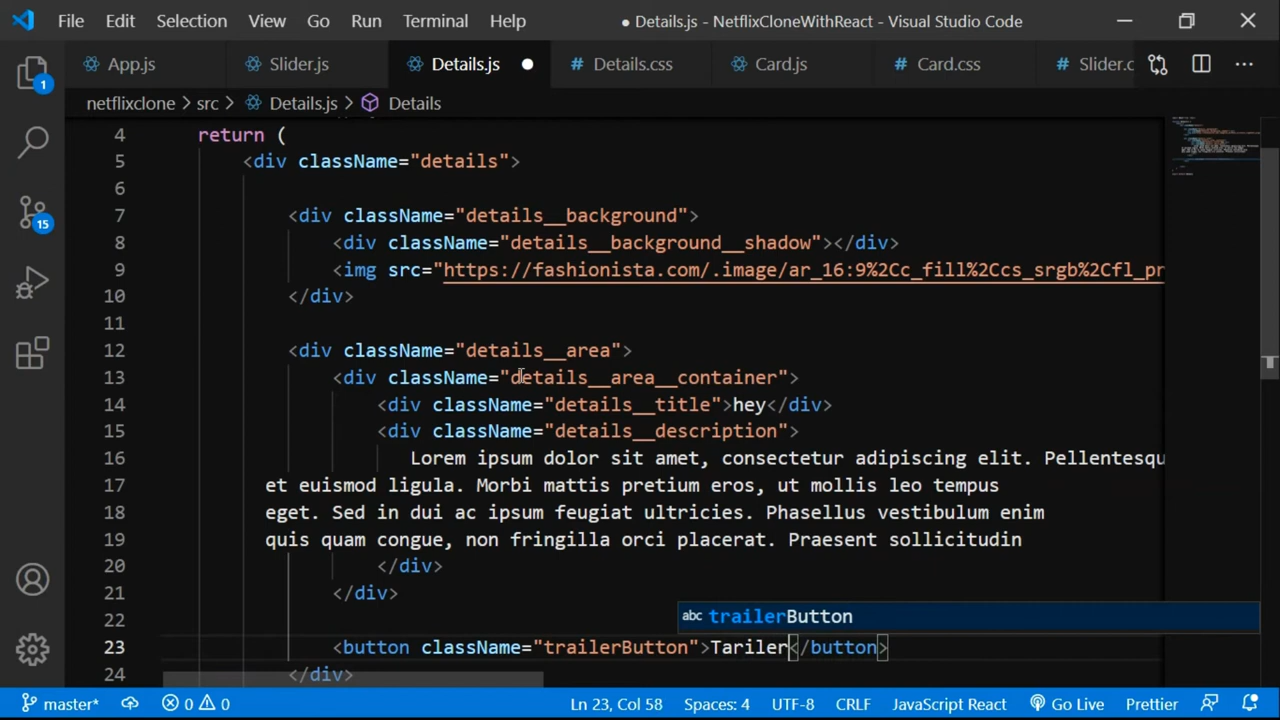 File Edit Selection View Go Run Terminal Help ● Details.js - NetflixCloneWithReact - Visual Studio Code
App.js Slider.js Details.js # Details.css Card.js # Card.css # Slider.c
netflixclone > src > Details.js > Details
4 return (
5 <div className="details">
6
7 <div className="details__background">
8 <div className="details__background__shadow"></div>
9 <img src="https://fashionista.com/.image/ar_16:9%2Cc_fill%2Ccs_srgb%2Cfl_pr
10 </div>
11
12 <div className="details__area">
13 <div className="details__area__container">
14 <div className="details__title">hey</div>
15 <div className="details__description">
16 Lorem ipsum dolor sit amet, consectetur adipiscing elit. Pellentesqu
17 et euismod ligula. Morbi mattis pretium eros, ut mollis leo tempus
18 eget. Sed in dui ac ipsum feugiat ultricies. Phasellus vestibulum enim
19 quis quam congue, non fringilla orci placerat. Praesent sollicitudin
20 </div>
21 </div>
22
abc trailerButton
23 <button className="trailerButton">Tariler</button>
24 </div>
1
15
master* 0 0 Ln 23, Col 58 Spaces: 4 UTF-8 CRLF JavaScript React Go Live Prettier